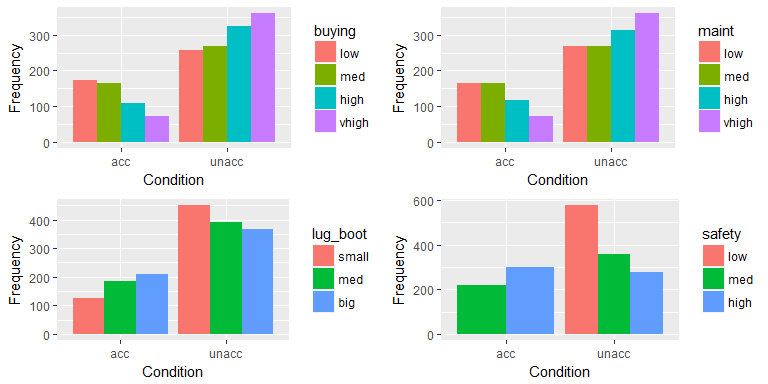 buying
low
med
high
vhigh
Frequency
300
200
100
0
acc
unacc
Condition
maint
low
med
high
vhigh
Frequency
300
200
100
0
acc
unacc
Condition
lug_boot
small
med
big
Frequency
400
300
200
100
0
acc
unacc
Condition
safety
low
med
high
Frequency
600
400
200
0
acc
unacc
Condition